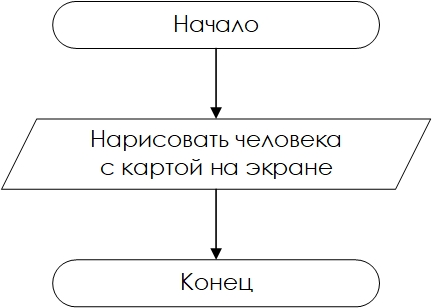 Начало
Нарисовать человека
с картой на экране
Конец